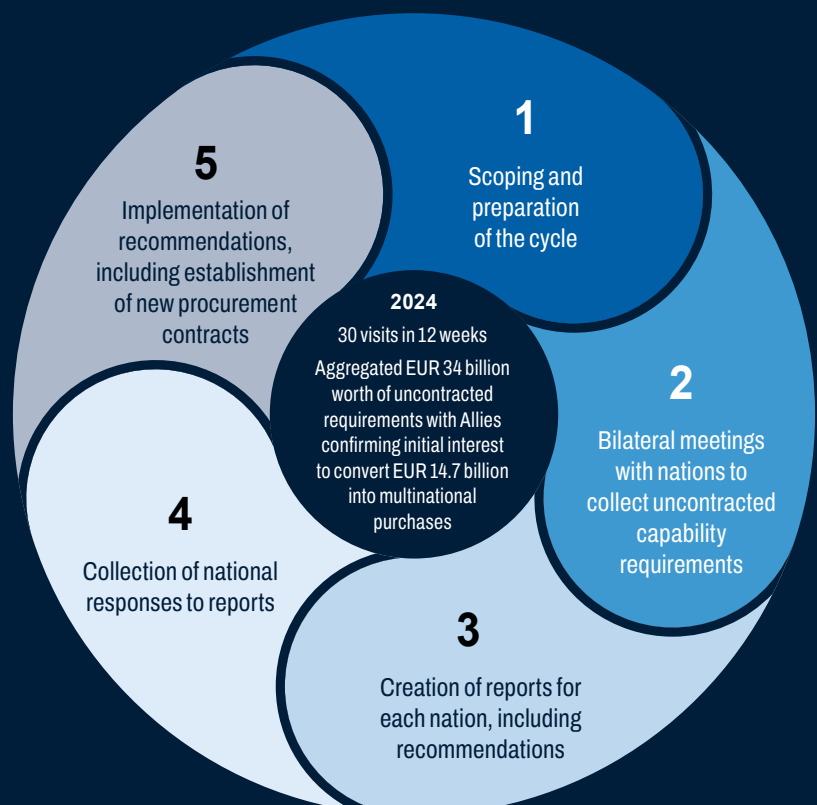 1
Scoping and
preparation
of the cycle
2
Bilateral meetings
with nations to
collect uncontracted
capability
requirements
3
Creation of reports for
each nation, including
recommendations
4
Collection of national
responses to reports
5
Implementation of
recommendations,
including establishment
of new procurement
contracts
2024
30 visits in 12 weeks
Aggregated EUR 34 billion
worth of uncontracted
requirements with Allies
confirming initial interest
to convert EUR 14.7 billion
into multinational
purchases